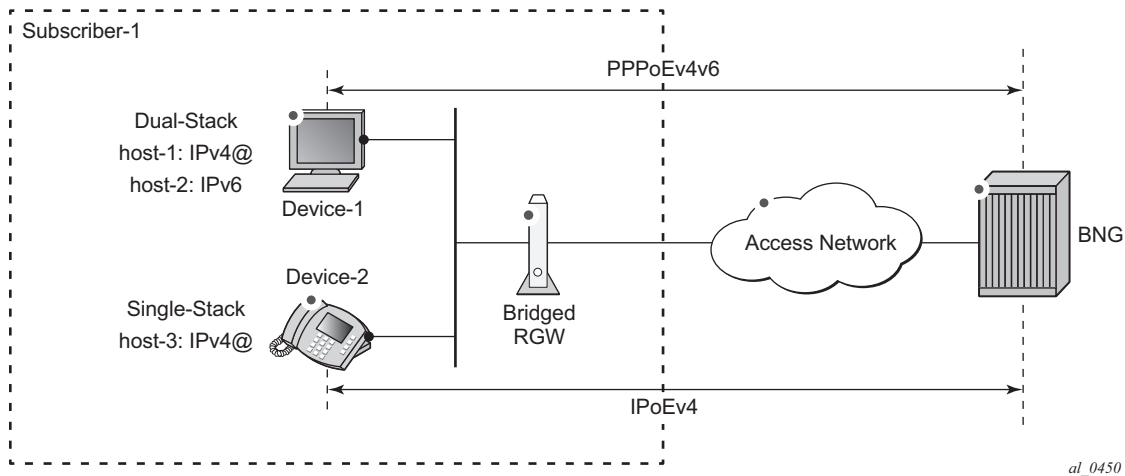 Subscriber-1
PPPoEv4v6
Dual-Stack
host-1: IPv4@
host-2: IPv6
Device-1
Access Network
BNG
Device-2
Single-Stack
host-3: IPv4@
Bridged
RGW
IPoEv4
al_0450